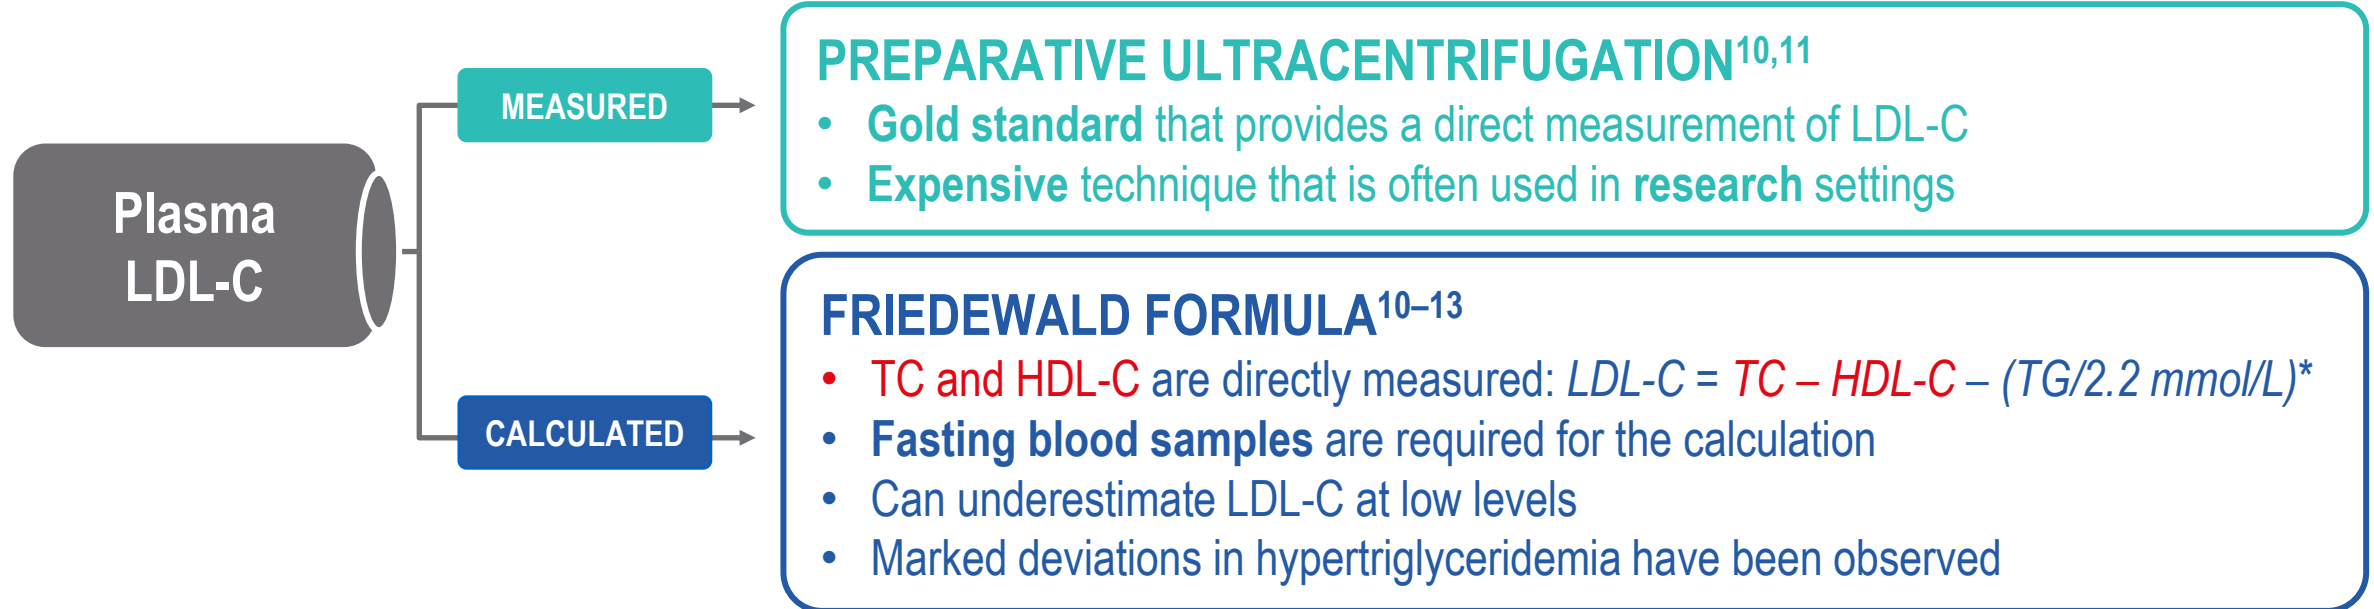 Plasma
LDL-C
MEASURED
PREPARATIVE ULTRACENTRIFUGATION10,11
• Gold standard that provides a direct measurement of LDL-C
• Expensive technique that is often used in research settings
CALCULATED
FRIEDEWALD FORMULA10–13
• TC and HDL-C are directly measured: LDL-C = TC – HDL-C – (TG/2.2 mmol/L)*
• Fasting blood samples are required for the calculation
• Can underestimate LDL-C at low levels
• Marked deviations in hypertriglyceridemia have been observed